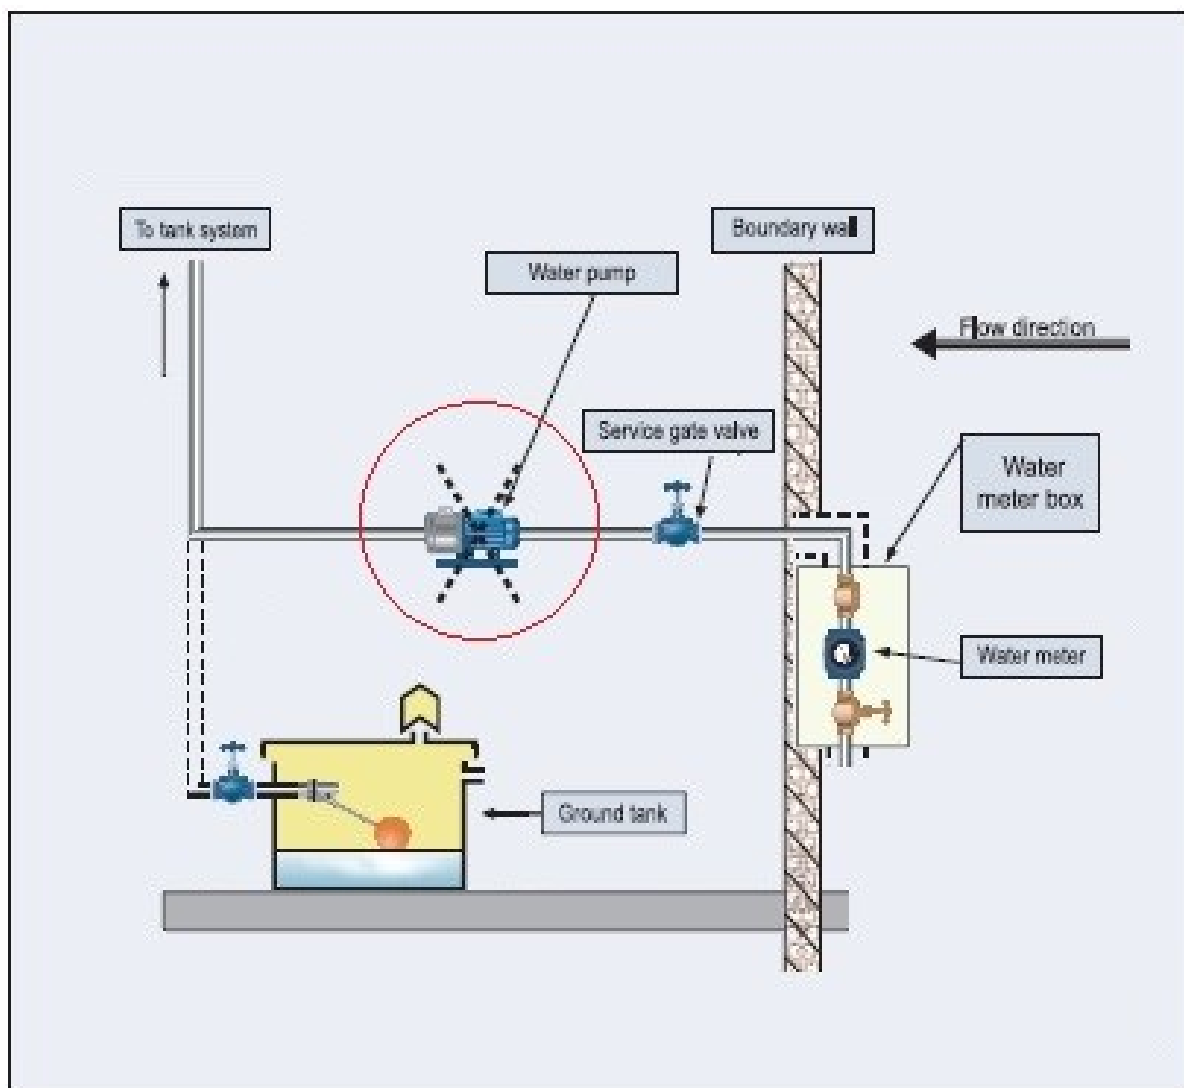 To tank system
Boundary wall
Water pump
Flow direction
Service gate valve
Water
meter box
Water meter
Ground tank